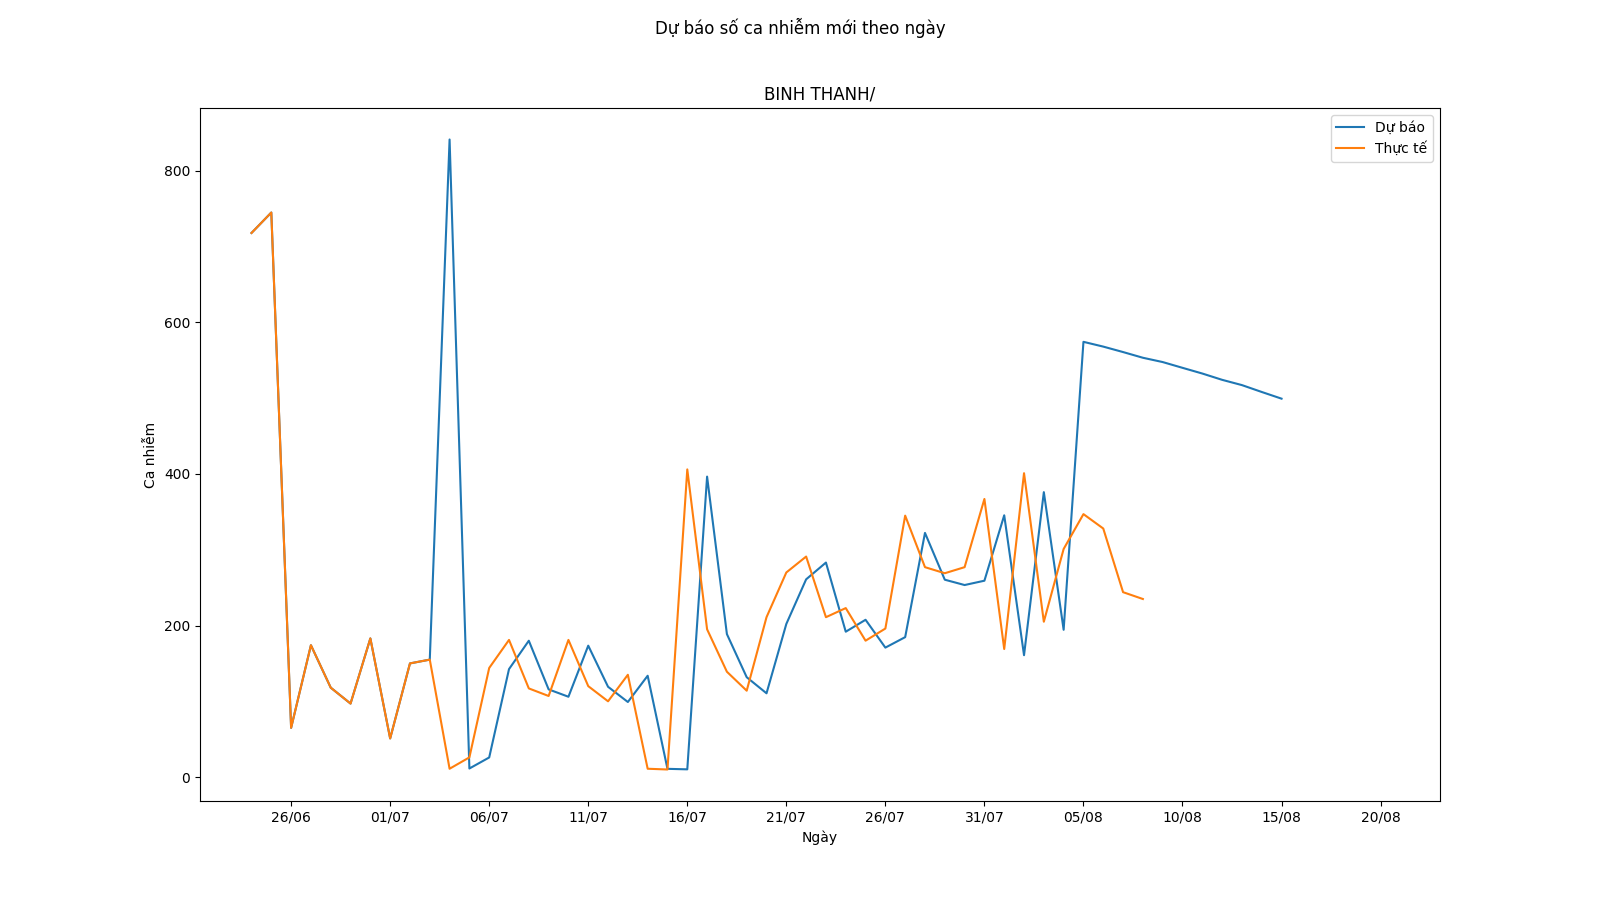 Dự báo số ca nhiễm mới theo ngày
BINH THANH/
Dự báo
Thực tế
800
600
400
200
0
Ca nhiễm
26/06 01/07 06/07 11/07 16/07 21/07 26/07 31/07 05/08 10/08 15/08 20/08
Ngày